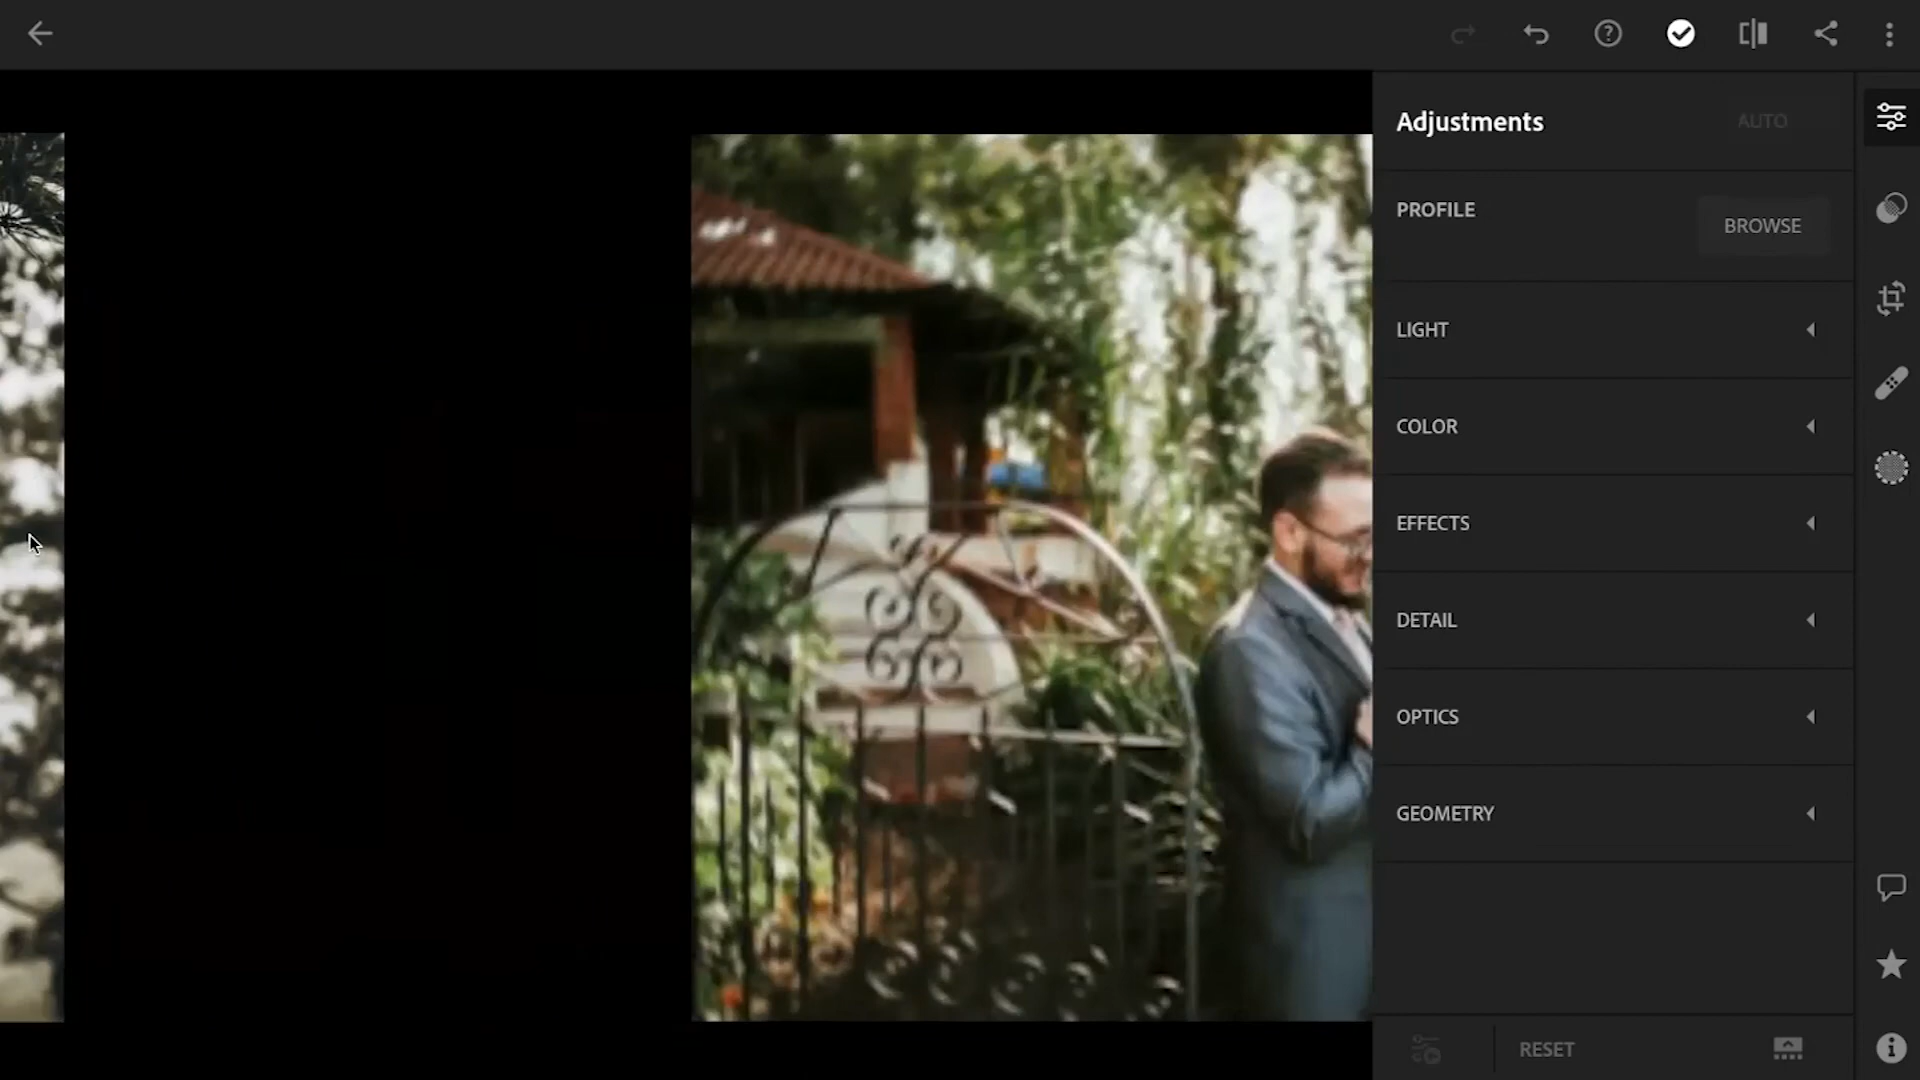 Adjustments
AUTO
PROFILE
BROWSE
LIGHT
COLOR
EFFECTS
DETAIL
OPTICS
GEOMETRY
RESET